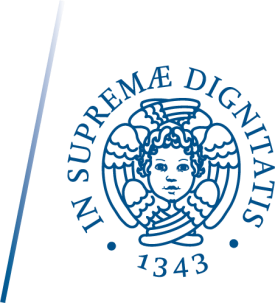 IN SUPREMÆ DIGNITATIS
1343